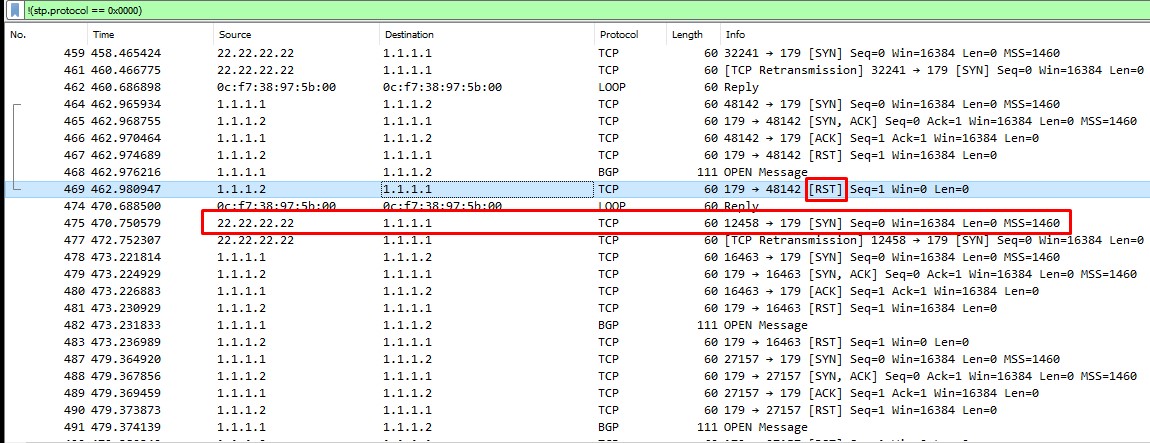 !(stp.protocol == 0x0000)
No. Time Source Destination Protocol Length Info
459 458.465424 22.22.22.22 1.1.1.1 TCP 60 32241 → 179 [SYN] Seq=0 Win=16384 Len=0 MSS=1460
461 460.466775 22.22.22.22 1.1.1.1 TCP 60 [TCP Retransmission] 32241 → 179 [SYN] Seq=0 Win=16384 Len=0
462 460.686898 0c:f7:38:97:5b:00 0c:f7:38:97:5b:00 LOOP 60 Reply
464 462.965934 1.1.1.1 1.1.1.2 TCP 60 48142 → 179 [SYN] Seq=0 Win=16384 Len=0 MSS=1460
465 462.968755 1.1.1.2 1.1.1.1 TCP 60 179 → 48142 [SYN, ACK] Seq=0 Ack=1 Win=16384 Len=0 MSS=1460
466 462.970464 1.1.1.1 1.1.1.2 TCP 60 48142 → 179 [ACK] Seq=1 Ack=1 Win=16384 Len=0
467 462.974689 1.1.1.2 1.1.1.1 TCP 60 179 → 48142 [RST] Seq=1 Win=16384 Len=0
468 462.976216 1.1.1.1 1.1.1.2 BGP 111 OPEN Message
469 462.980947 1.1.1.2 1.1.1.1 TCP 60 179 → 48142 [RST] Seq=1 Win=0 Len=0
474 470.688500 0c:f7:38:97:5b:00 0c:f7:38:97:5b:00 LOOP 60 Reply
475 470.750579 22.22.22.22 1.1.1.1 TCP 60 12458 → 179 [SYN] Seq=0 Win=16384 Len=0 MSS=1460
477 472.752307 22.22.22.22 1.1.1.1 TCP 60 [TCP Retransmission] 12458 → 179 [SYN] Seq=0 Win=16384 Len=0
478 473.221814 1.1.1.1 1.1.1.2 TCP 60 16463 → 179 [SYN] Seq=0 Win=16384 Len=0 MSS=1460
479 473.224929 1.1.1.2 1.1.1.1 TCP 60 179 → 16463 [SYN, ACK] Seq=0 Ack=1 Win=16384 Len=0 MSS=1460
480 473.226883 1.1.1.1 1.1.1.2 TCP 60 16463 → 179 [ACK] Seq=1 Ack=1 Win=16384 Len=0
481 473.230929 1.1.1.2 1.1.1.1 TCP 60 179 → 16463 [RST] Seq=1 Win=16384 Len=0
482 473.231833 1.1.1.1 1.1.1.2 BGP 111 OPEN Message
483 473.236989 1.1.1.2 1.1.1.1 TCP 60 179 → 16463 [RST] Seq=1 Win=0 Len=0
487 479.364920 1.1.1.1 1.1.1.2 TCP 60 27157 → 179 [SYN] Seq=0 Win=16384 Len=0 MSS=1460
488 479.367856 1.1.1.2 1.1.1.1 TCP 60 179 → 27157 [SYN, ACK] Seq=0 Ack=1 Win=16384 Len=0 MSS=1460
489 479.369459 1.1.1.1 1.1.1.2 TCP 60 27157 → 179 [ACK] Seq=1 Ack=1 Win=16384 Len=0
490 479.373873 1.1.1.2 1.1.1.1 TCP 60 179 → 27157 [RST] Seq=1 Win=16384 Len=0
491 479.374139 1.1.1.1 1.1.1.2 BGP 111 OPEN Message